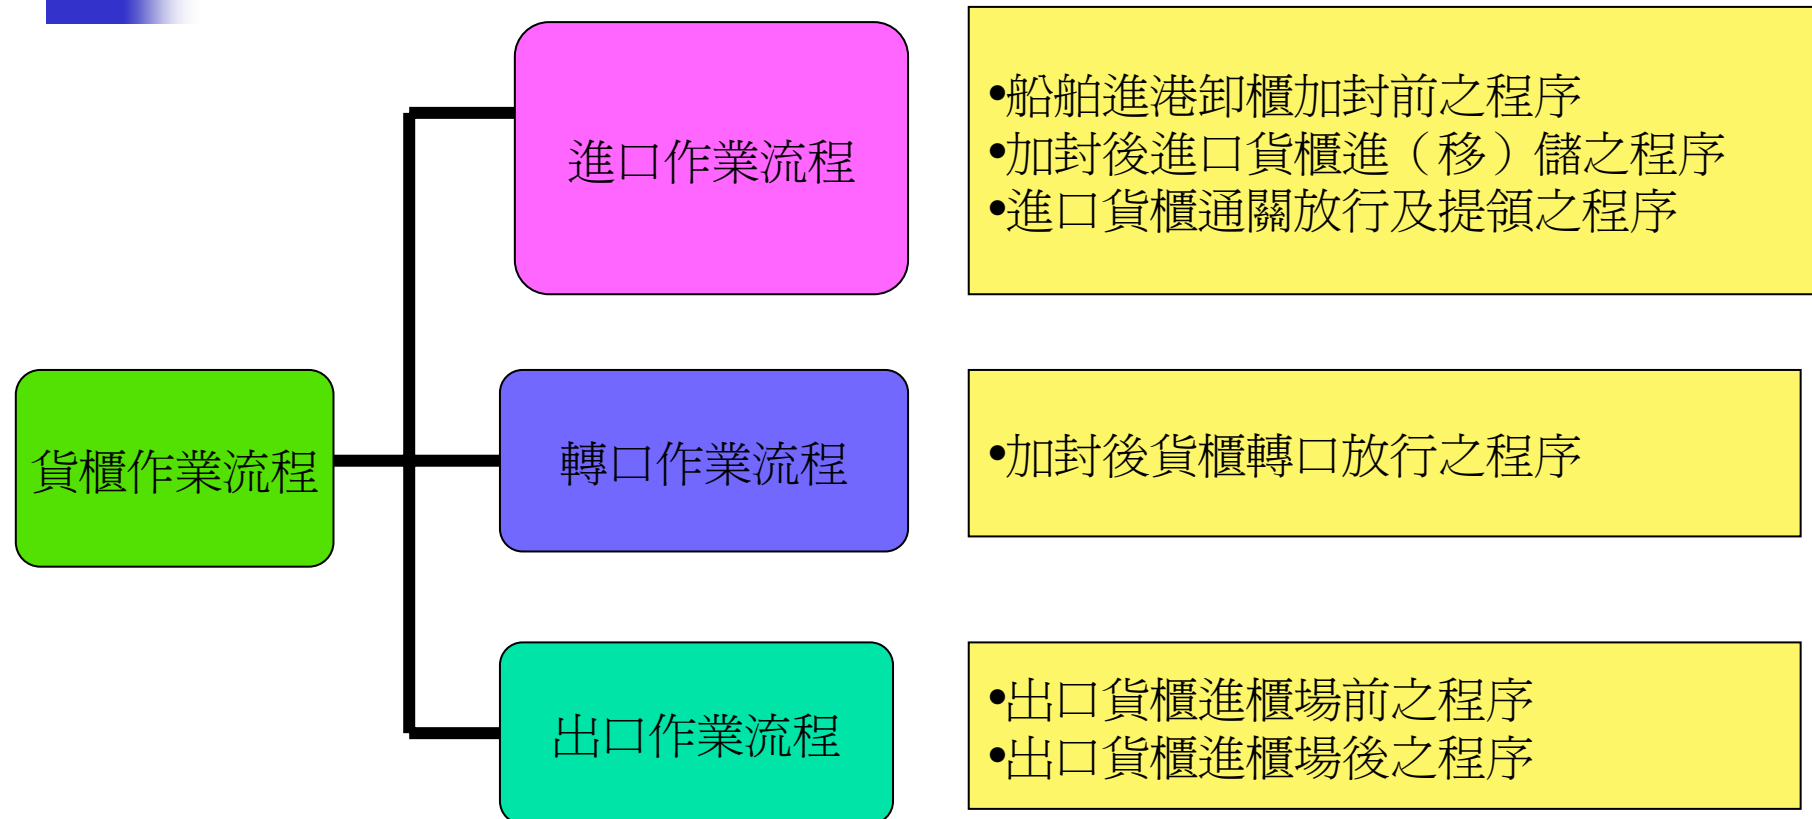 貨櫃作業流程
進口作業流程
•船舶進港卸櫃加封前之程序
•加封後進口貨櫃進（移）儲之程序
•進口貨櫃通關放行及提領之程序
轉口作業流程
•加封後貨櫃轉口放行之程序
出口作業流程
•出口貨櫃進櫃場前之程序
•出口貨櫃進櫃場後之程序